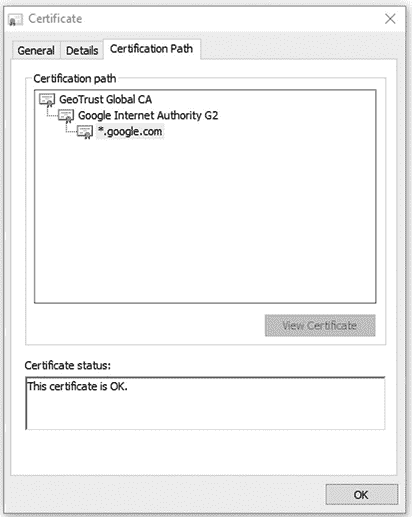 Certificate
General Details Certification Path
Certification path
GeoTrust Global CA
Google Internet Authority G2
*.google.com
View Certificate
Certificate status:
This certificate is OK.
OK